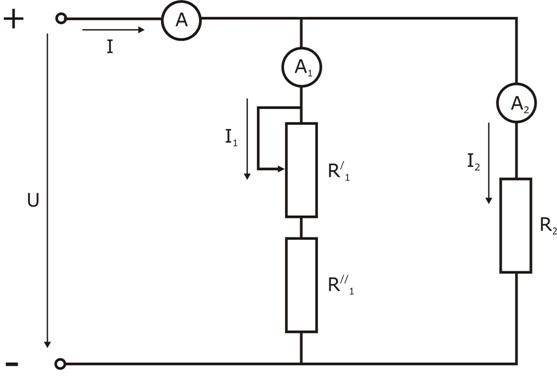 +
A
I
A₁
A₂
I₁
I₂
R′₁
U
R₂
R″₁
-